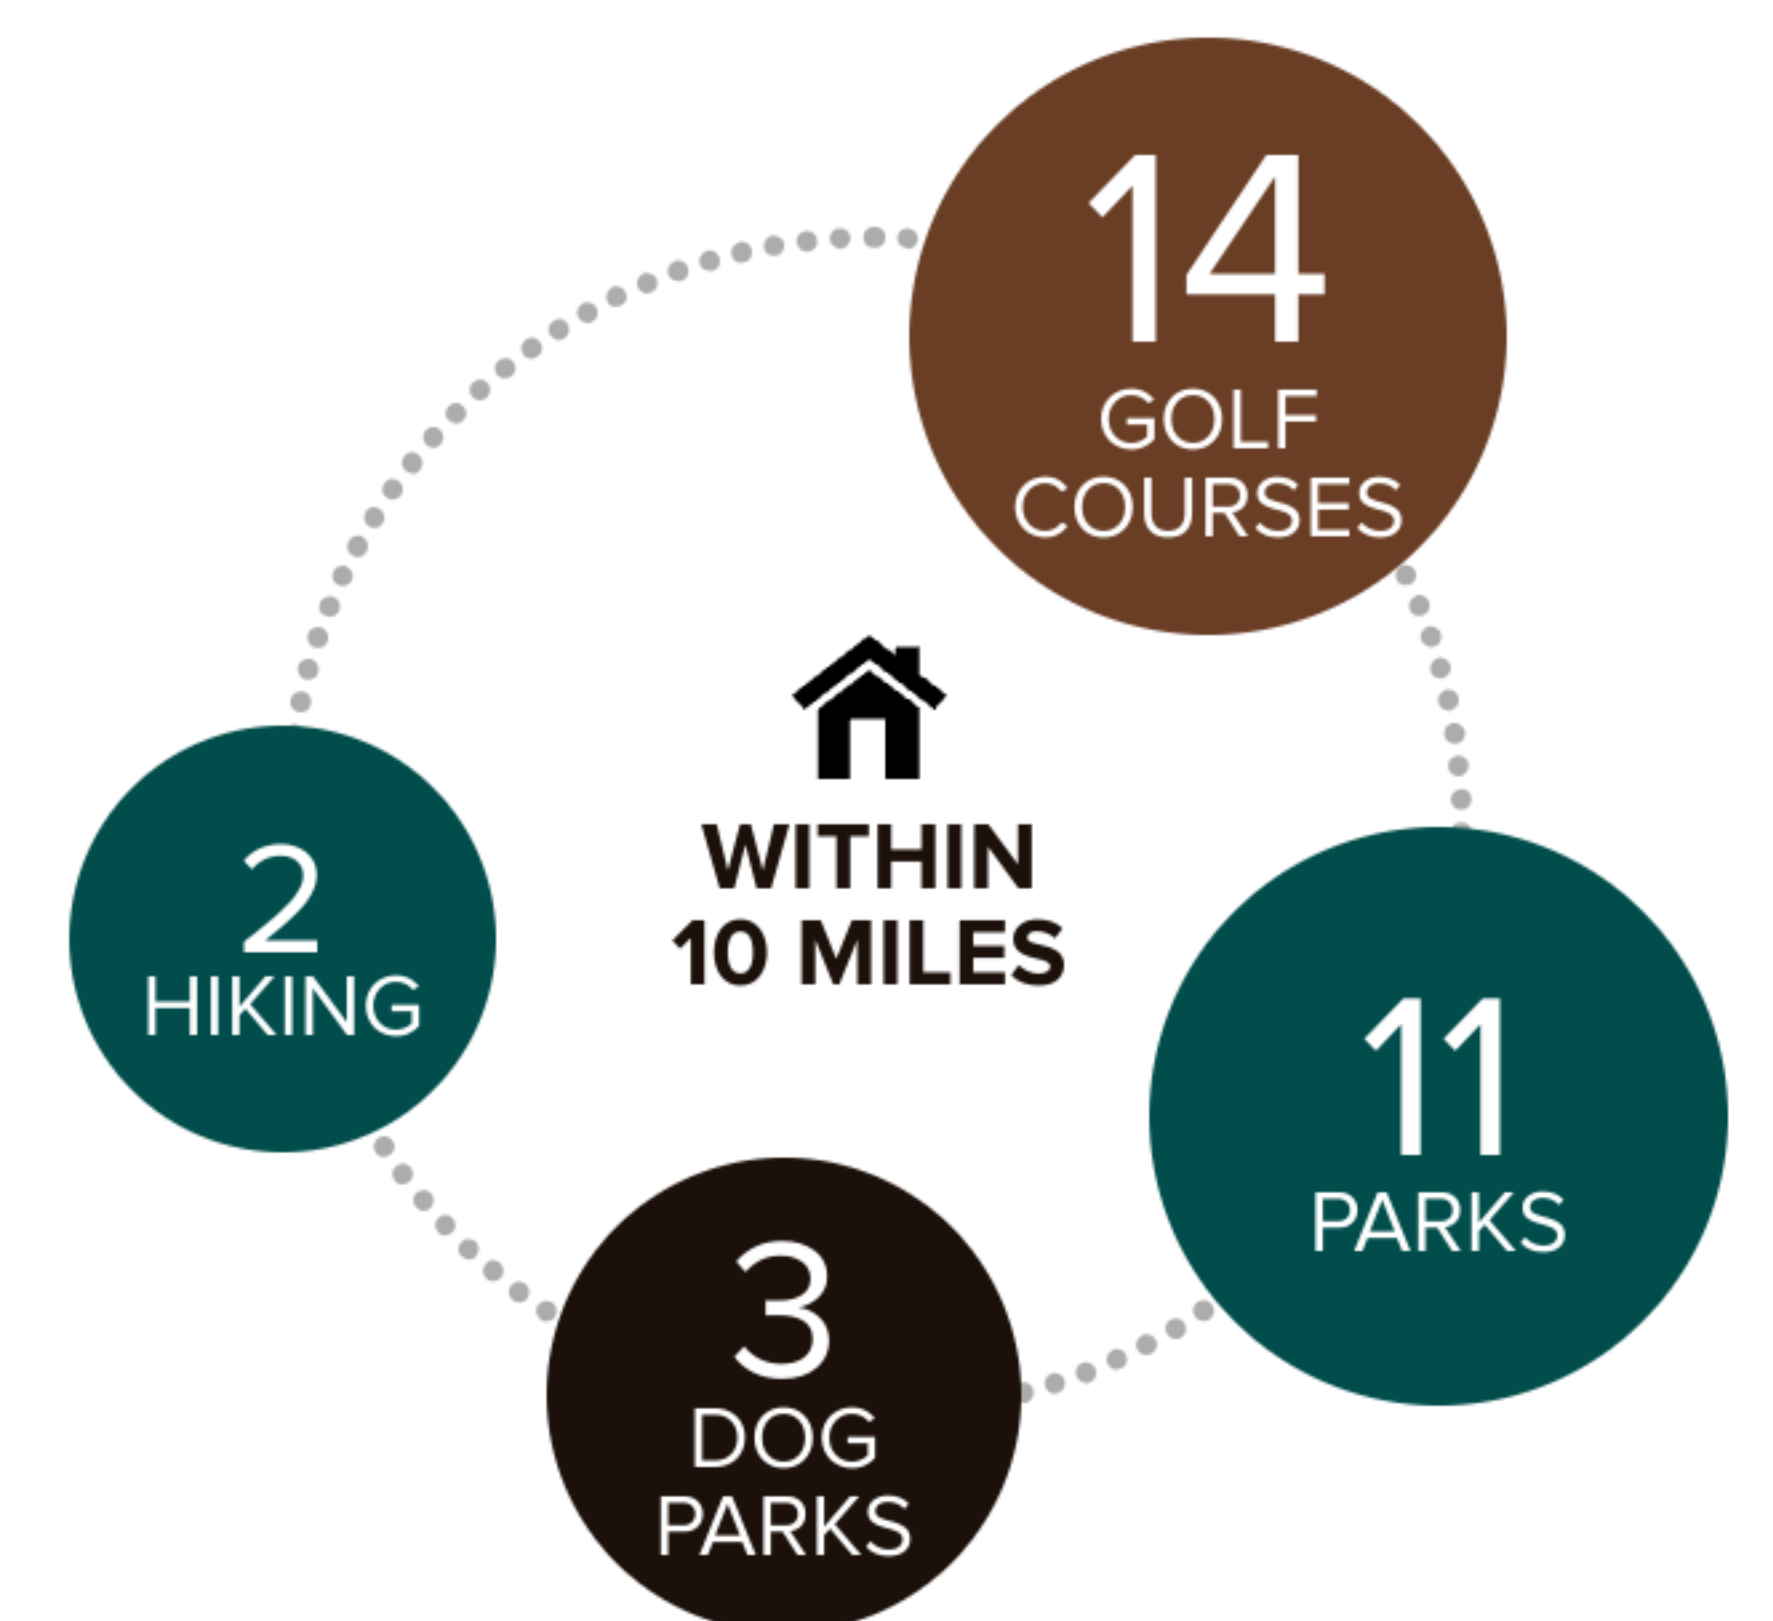 14
GOLF
COURSES
2
HIKING
WITHIN
10 MILES
11
PARKS
3
DOG
PARKS